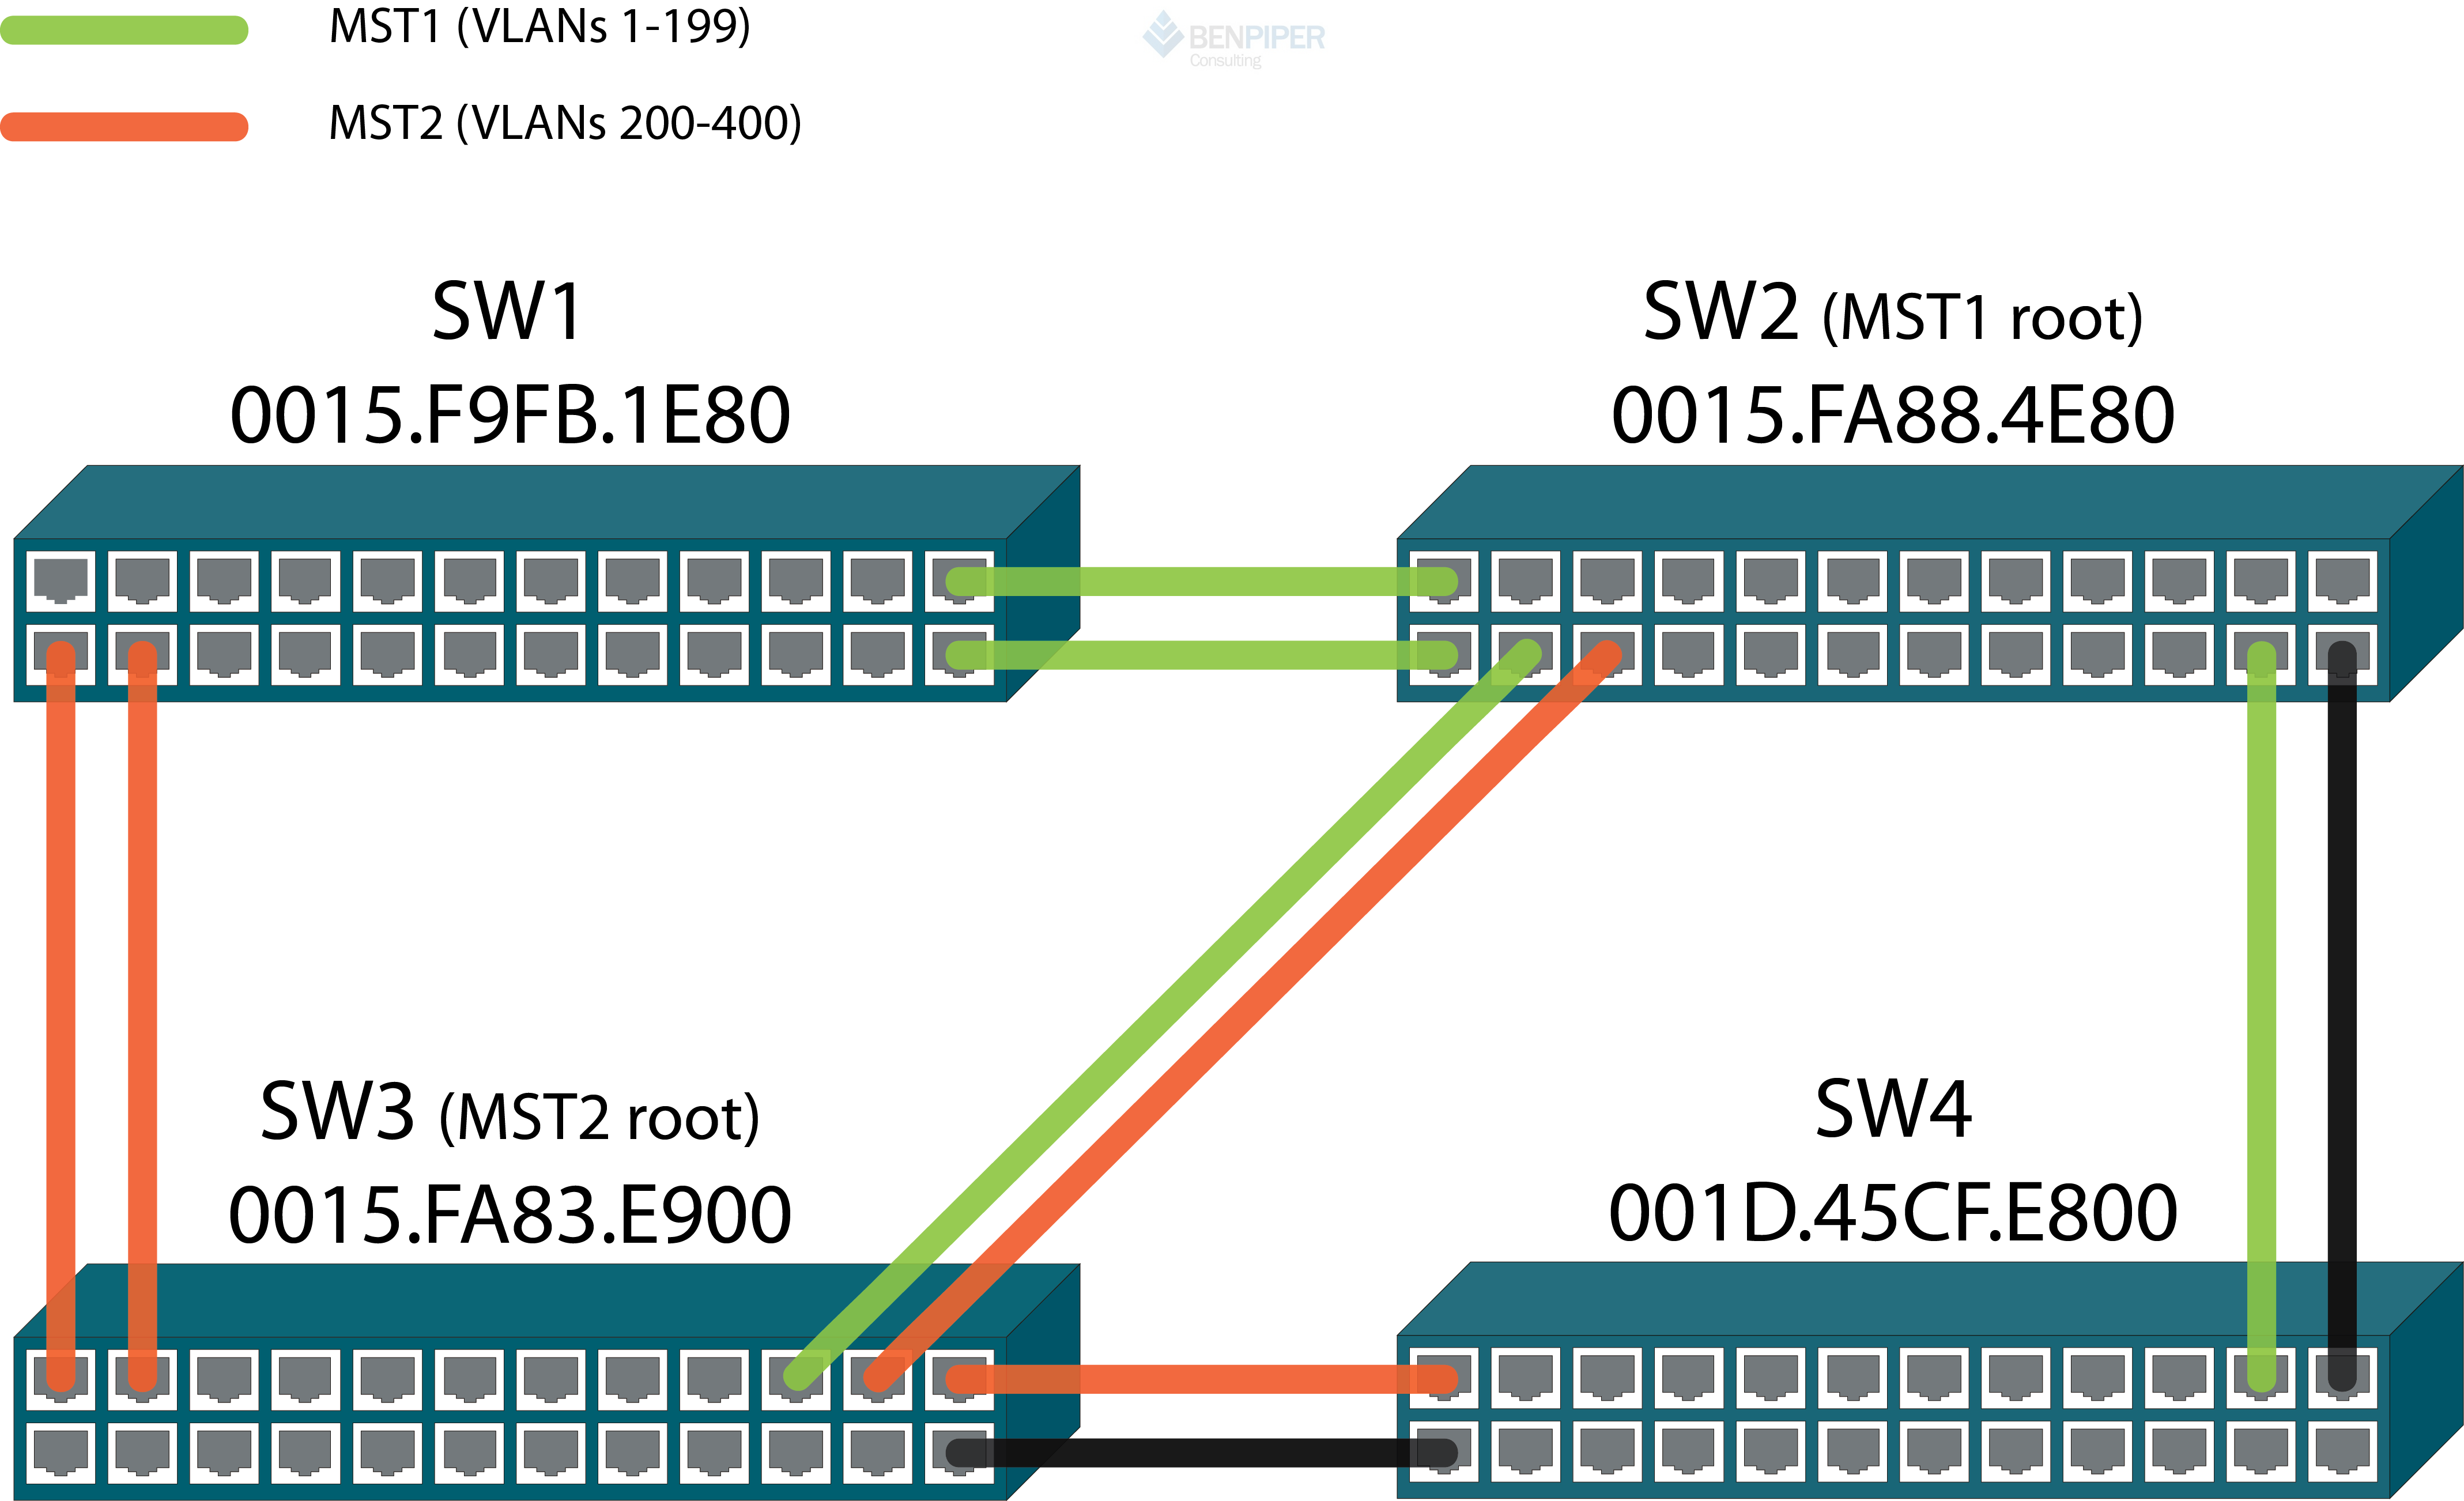 MST1 (VLANs 1-199)
BENPIPER
Consulting
MST2 (VLANs 200-400)
SW1
0015.F9FB.1E80
SW2 (MST1 root)
0015.FA88.4E80
SW3 (MST2 root)
0015.FA83.E900
SW4
001D.45CF.E800